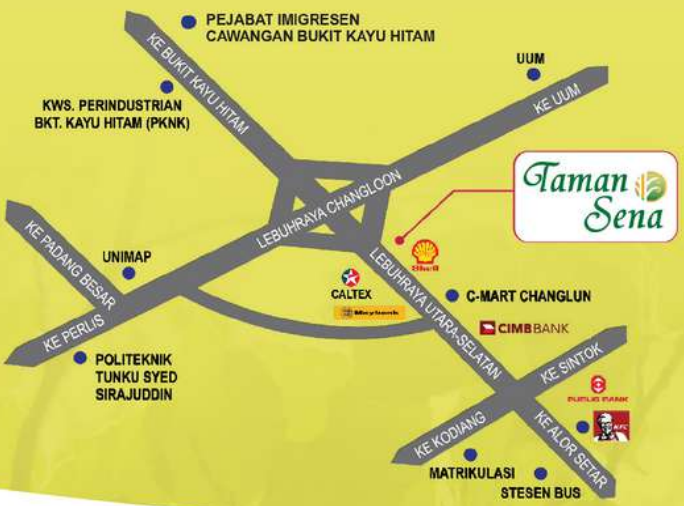 PEJABAT IMIGRESEN
CAWANGAN BUKIT KAYU HITAM
KE BUKIT KAYU HITAM
UUM
KE UUM
KWS. PERINDUSTRIAN
BKT. KAYU HITAM (PKNK)
LEBUHRAYA CHANGLOON
Taman
Sena
KE PADANG BESAR
UNIMAP
Shell
CALTEX
Maybank
LEBUHRAYA UTARA-SELATAN
C-MART CHANGLUN
CIMB BANK
KE PERLIS
POLITEKNIK
TUNKU SYED
SIRAJUDDIN
KE SINTOK
PUBLIC BANK
KFC
KE KODIANG
KE ALOR SETAR
MATRIKULASI
STESEN BUS